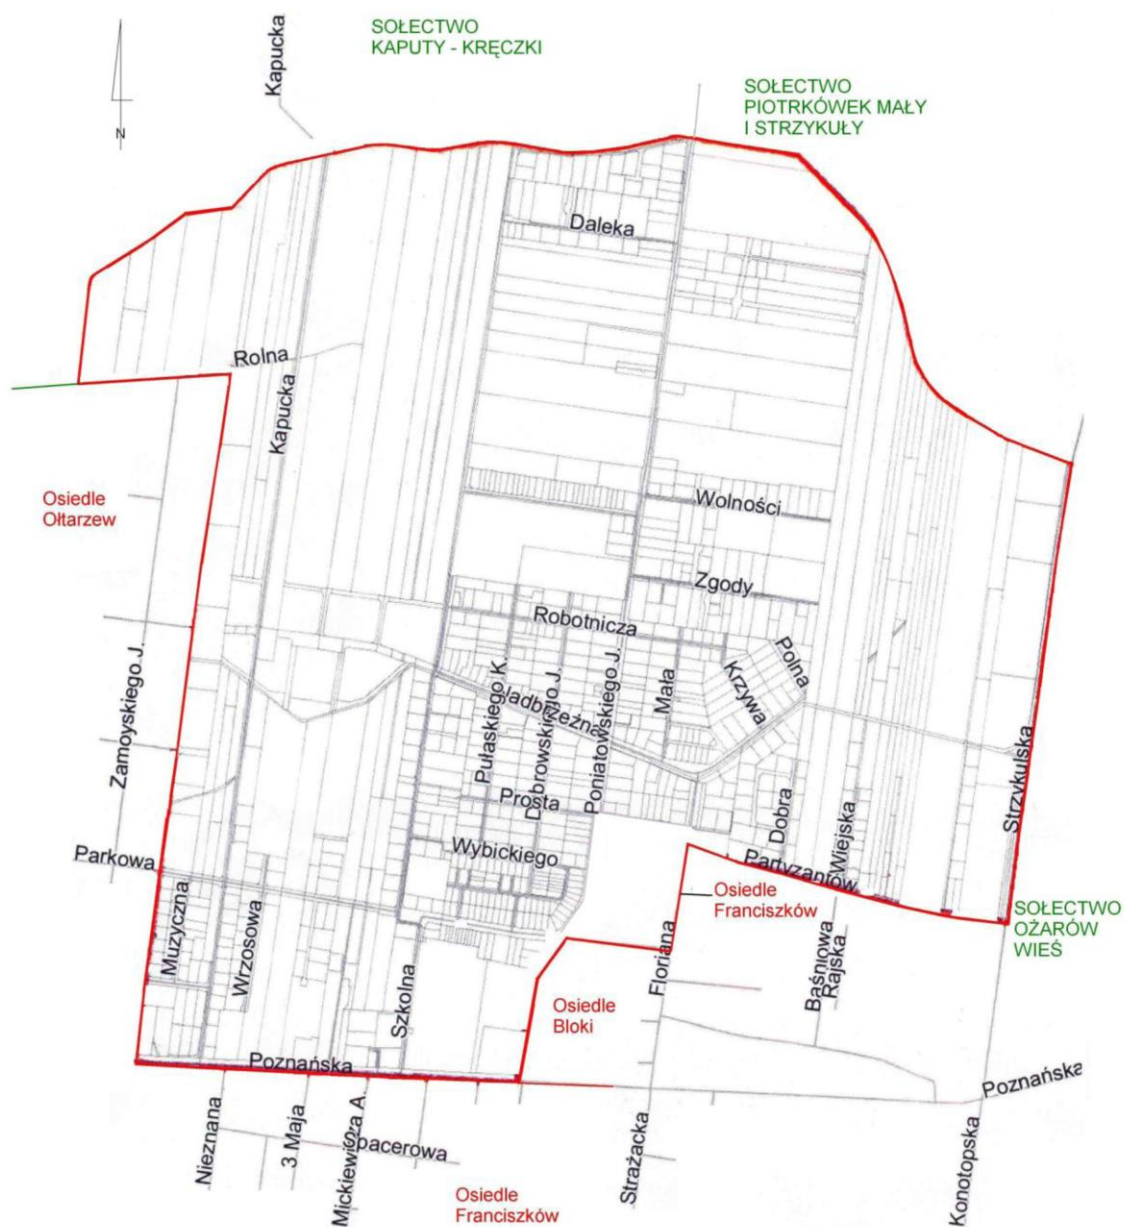 SOŁECTWO
KAPUTY - KRĘCZKI
Kapucka
SOŁECTWO
PIOTRKÓWEK MAŁY
I STRZYKUŁY
N
Daleka
Rolna
Kapucka
Osiedle
Ołtarzew
Wolności
Zgody
Robotnicza
Polna
Krzywa
Mała
Poniatowskiego J.
Dąbrowskiego J.
Pułaskiego K.
adbrzeżna
Zamoyskiego J.
Strzykulska
Prosta
Dobra
Wiejska
Wybickiego
Parkowa
Partyzantów
Osiedle
Franciszków
SOŁECTWO
OŻARÓW
WIEŚ
Muzyczna
Wrzosowa
Szkolna
Floriana
Baśniowa
Rajska
Osiedle
Bloki
Poznańska
Poznańska
Nieznana
3 Maja
Mickiewicza A.
Spacerowa
Strażacka
Konotopska
Osiedle
Franciszków